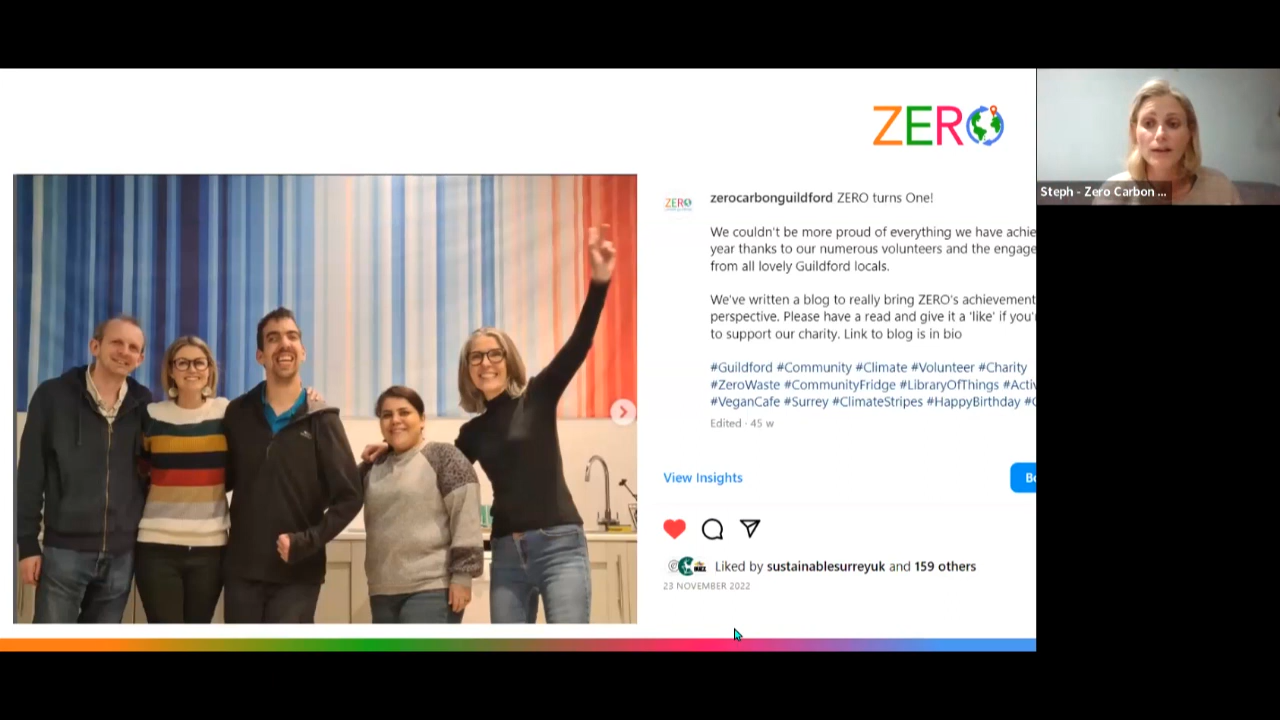 ZERO
ZERO
zerocarbonguildford ZERO turns One!
We couldn't be more proud of everything we have achie
year thanks to our numerous volunteers and the engage
from all lovely Guildford locals.
We've written a blog to really bring ZERO's achievement
perspective. Please have a read and give it a 'like' if you'r
to support our charity. Link to blog is in bio
#Guildford #Community #Climate #Volunteer #Charity
#ZeroWaste #CommunityFridge #LibraryOfThings #Activ
#VeganCafe #Surrey #ClimateStripes #HappyBirthday #
Edited · 45 w
View Insights
Bo
Liked by sustainablesurreyuk and 159 others
23 NOVEMBER 2022
Steph - Zero Carbon ...